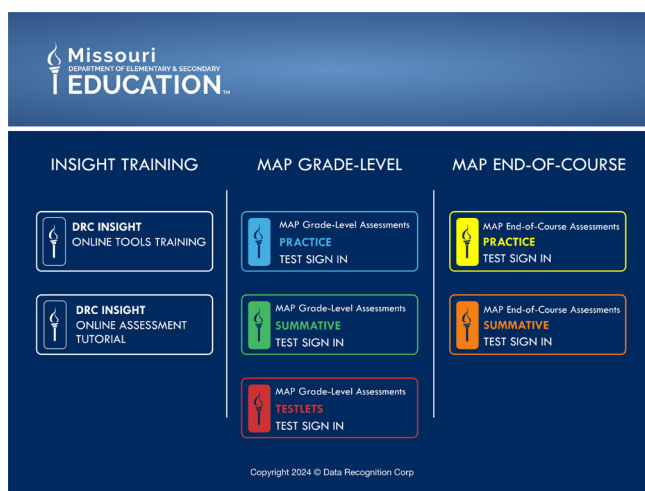 Missouri
DEPARTMENT OF ELEMENTARY & SECONDARY
EDUCATION™
INSIGHT TRAINING
DRC INSIGHT
ONLINE TOOLS TRAINING
DRC INSIGHT
ONLINE ASSESSMENT
TUTORIAL
MAP GRADE-LEVEL
MAP Grade-Level Assessments
PRACTICE
TEST SIGN IN
MAP Grade-Level Assessments
SUMMATIVE
TEST SIGN IN
MAP Grade-Level Assessments
TESTLETS
TEST SIGN IN
MAP END-OF-COURSE
MAP End-of-Course Assessments
PRACTICE
TEST SIGN IN
MAP End-of-Course Assessments
SUMMATIVE
TEST SIGN IN
Copyright 2024 © Data Recognition Corp